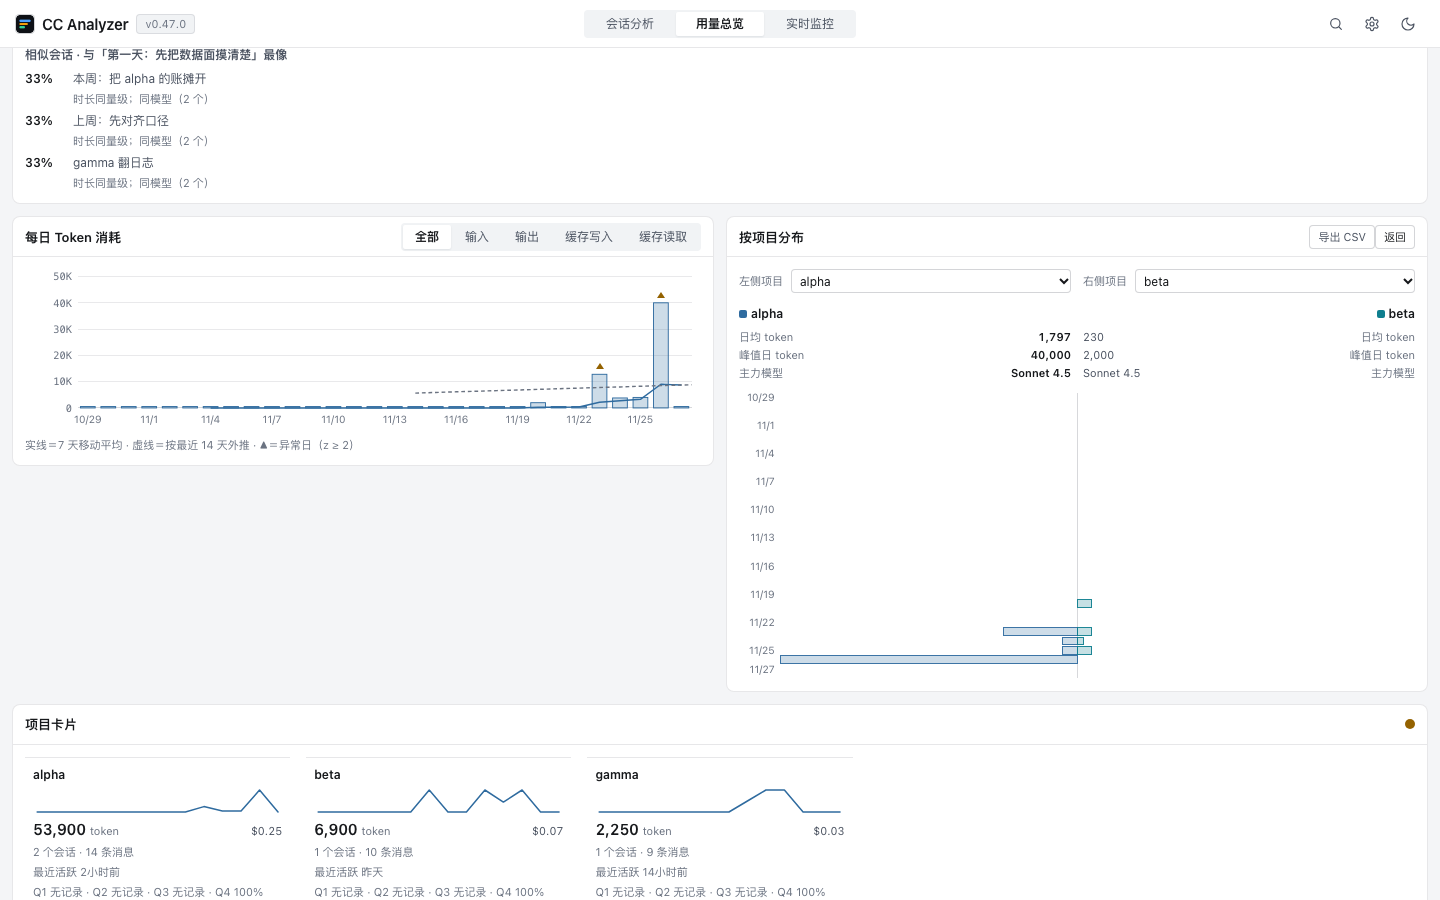 CC Analyzer v0.47.0 会话分析 用量总览 实时监控
相似会话 · 与「第一天：先把数据面摸清楚」最像
33% 本周：把 alpha 的账摊开
时长同量级；同模型（2 个）
33% 上周：先对齐口径
时长同量级；同模型（2 个）
33% gamma 翻日志
时长同量级；同模型（2 个）
每日 Token 消耗 全部 输入 输出 缓存写入 缓存读取
50K
40K
30K
20K
10K
0
10/29 11/1 11/4 11/7 11/10 11/13 11/16 11/19 11/22 11/25
实线＝7 天移动平均 · 虚线＝按最近 14 天外推 · ▲＝异常日（z ≥ 2）
按项目分布 导出 CSV 返回
左侧项目 alpha 右侧项目 beta
alpha beta
日均 token 1,797 230 日均 token
峰值日 token 40,000 2,000 峰值日 token
主力模型 Sonnet 4.5 Sonnet 4.5 主力模型
10/29
11/1
11/4
11/7
11/10
11/13
11/16
11/19
11/22
11/25
11/27
项目卡片
alpha
53,900 token $0.25
2 个会话 · 14 条消息
最近活跃 2小时前
Q1 无记录 · Q2 无记录 · Q3 无记录 · Q4 100%
beta
6,900 token $0.07
1 个会话 · 10 条消息
最近活跃 昨天
Q1 无记录 · Q2 无记录 · Q3 无记录 · Q4 100%
gamma
2,250 token $0.03
1 个会话 · 9 条消息
最近活跃 14小时前
Q1 无记录 · Q2 无记录 · Q3 无记录 · Q4 100%